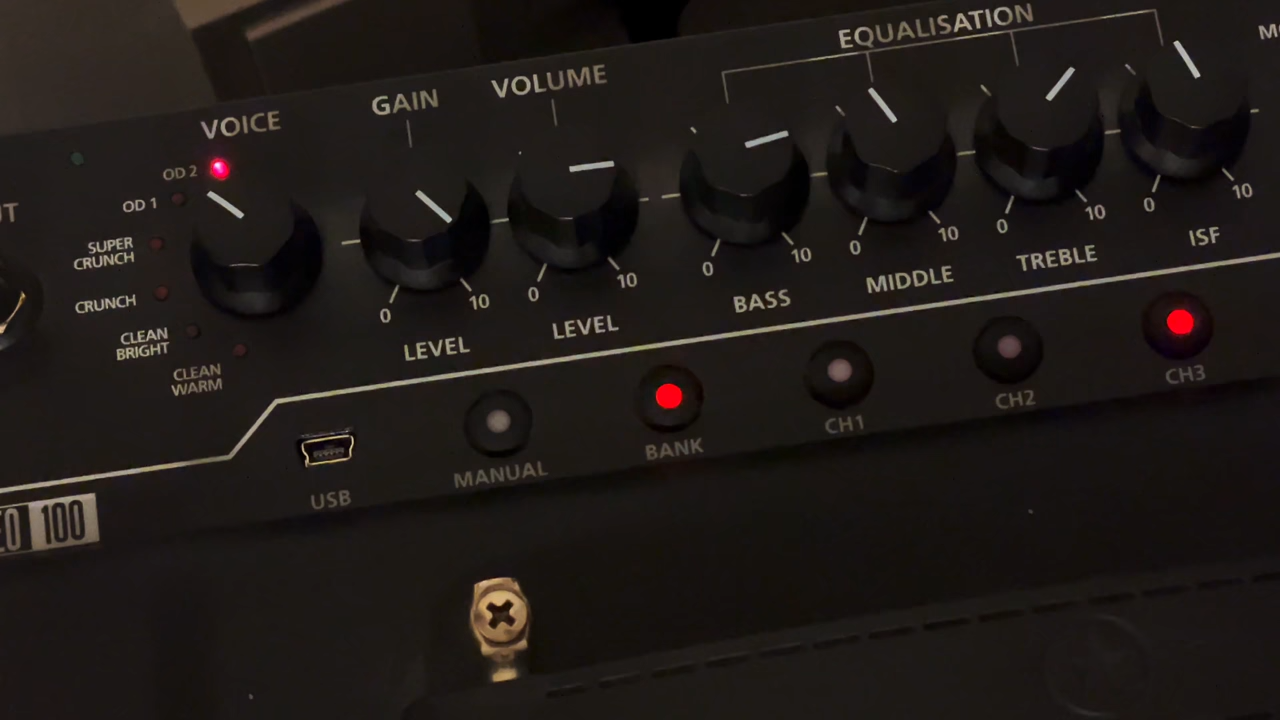 EQUALISATION
VOLUME
GAIN
VOICE
OD 2
OD 1
SUPER
CRUNCH
CRUNCH
CLEAN
BRIGHT
CLEAN
WARM
0 10
LEVEL
0 10
LEVEL
0 10
BASS
0 10
MIDDLE
0 10
TREBLE
0 10
ISF
USB
MANUAL
BANK
CH1
CH2
CH3
100